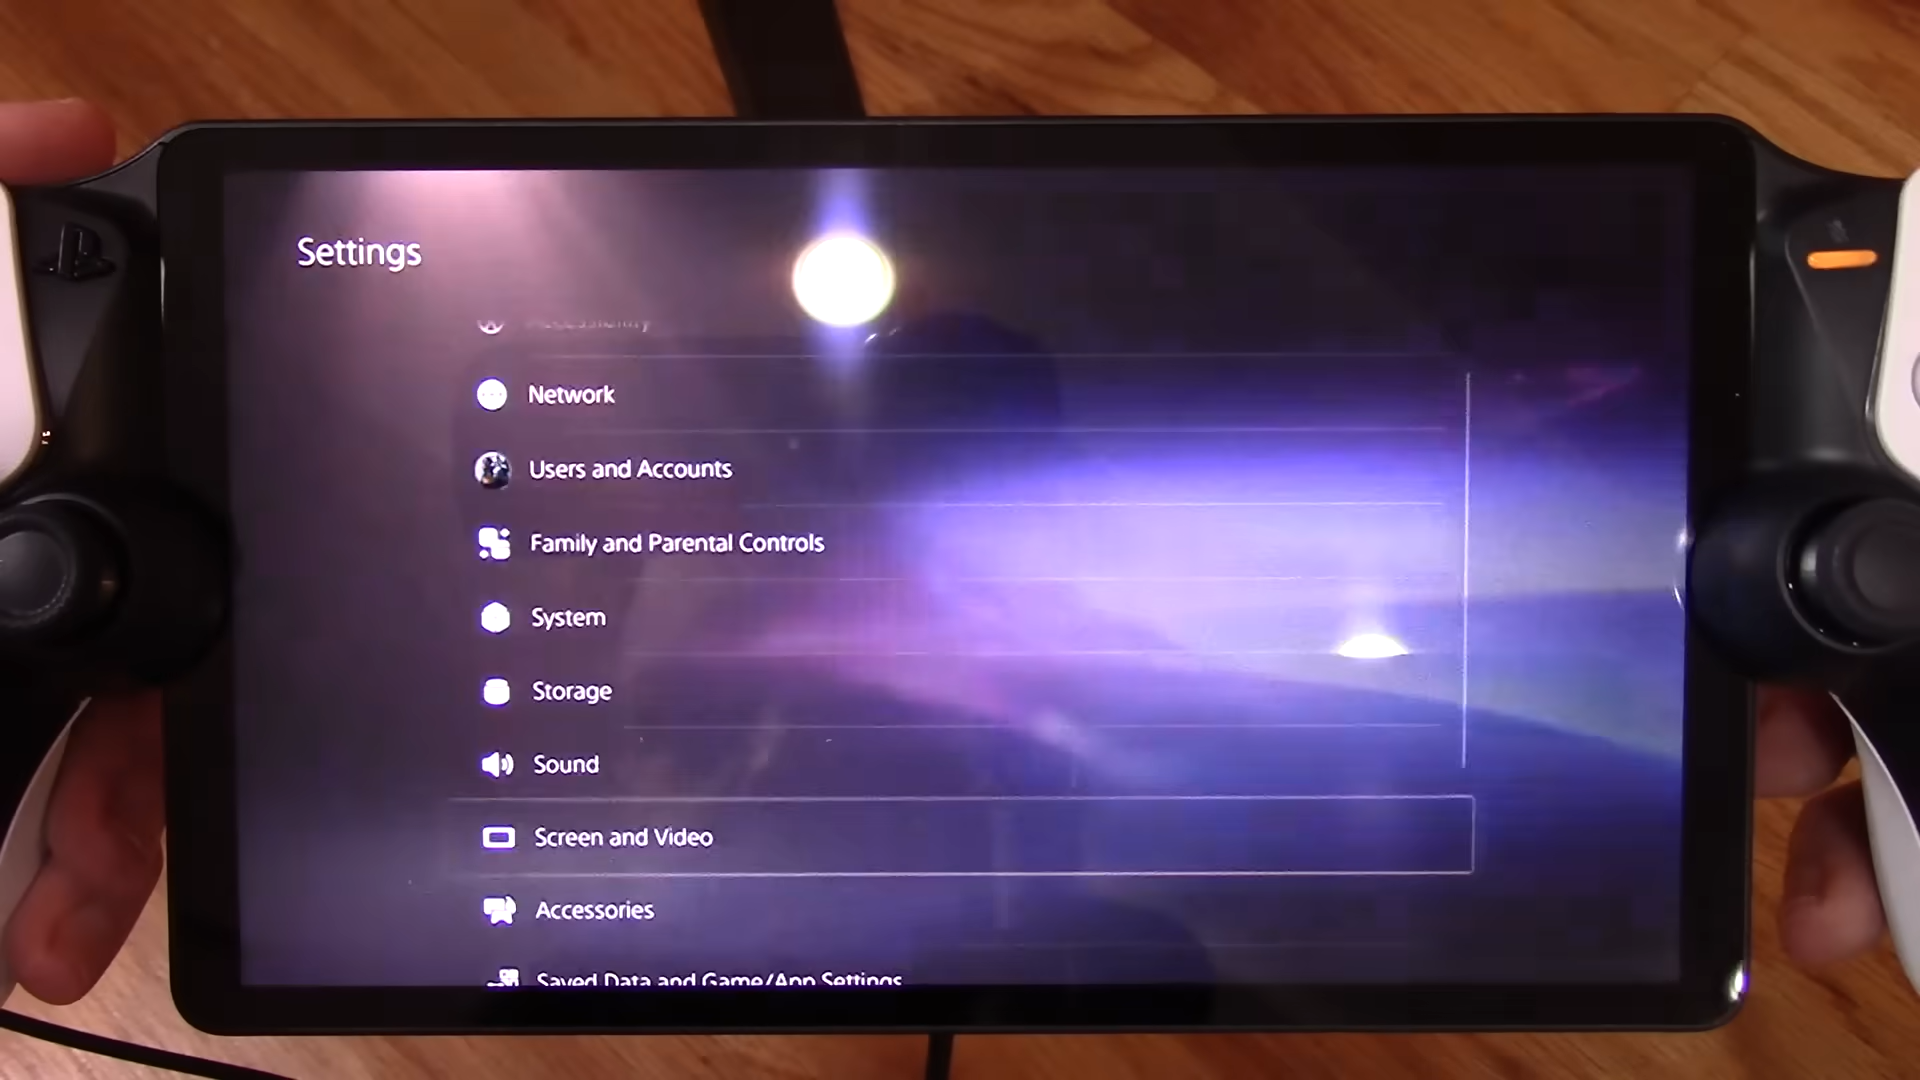 Settings
Accessibility
Network
Users and Accounts
Family and Parental Controls
System
Storage
Sound
Screen and Video
Accessories
Saved Data and Game/App Settings